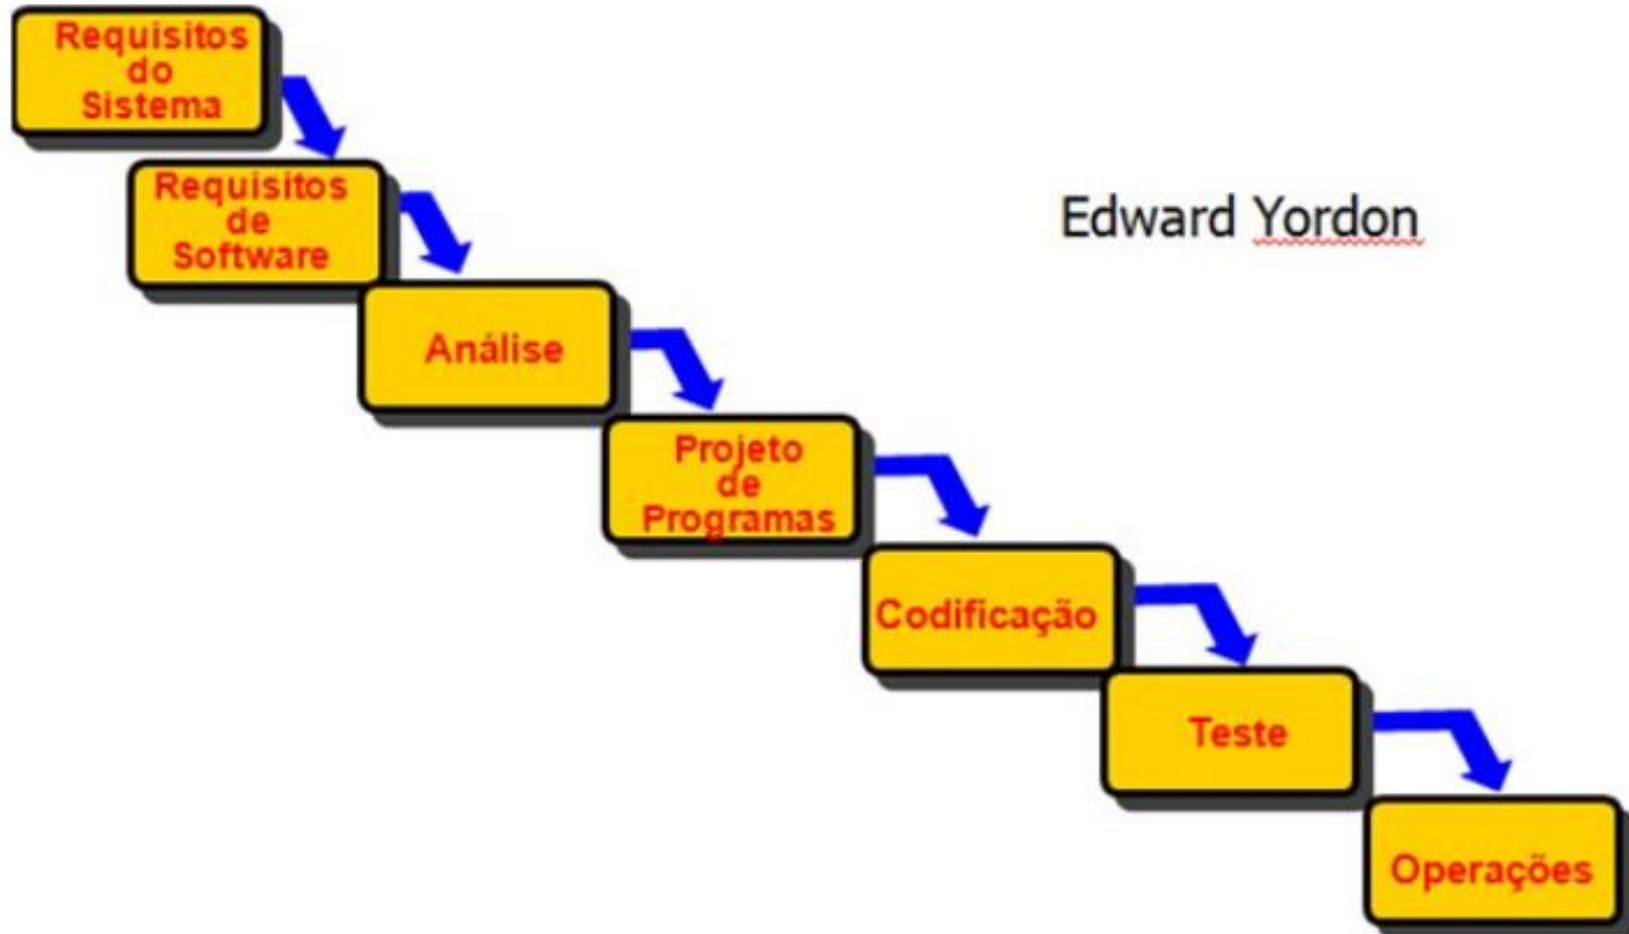 Requisitos
do
Sistema
Requisitos
de
Software
Edward Yordon
Análise
Projeto
de
Programas
Codificação
Teste
Operações